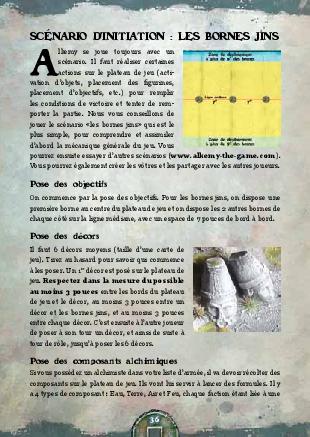 SCÉNARIO D'INITIATION : LES BORNES JINS
Alkemy se joue toujours avec un
scénario. Il faut réaliser certaines
actions sur le plateau de jeu (acti-
vation d'objets, placement des figurines,
placement d'objectifs, etc.) pour remplir
les conditions de victoire et tenter de rem-
porter la partie. Nous vous conseillons de
jouer le scénario «les bornes jins» qui est le
plus simple, pour comprendre et assimiler
d'abord la mécanique générale du jeu. Vous
pourrez ensuite essayer d'autres scénarios (www.alkemy-the-game.com).
Vous pourrez également créer les vôtres et les partager avec les autres joueurs.
Zone de déploiement
Zone de déploiement
Pose des objectifs
On commence par la pose des objectifs. Pour les bornes jins, on dispose une
première borne au centre du plateau de jeu et on dispose les 2 autres bornes de
chaque côté sur la ligne médiane, avec un espace de 7 pouces de bord à bord.
Pose des décors
Il faut 6 décors moyens (taille d'une carte de
jeu). Tirer au hasard pour savoir qui commence
à les poser. Un 1er décor est posé sur le plateau de
jeu. Respectez dans la mesure du possible
au moins 3 pouces entre les bords du plateau
de jeu et le décor, au moins 3 pouces entre un
décor et les bornes jins, et au moins 3 pouces
entre chaque décor. C'est ensuite à l'autre joueur
de poser à son tour un décor, et ainsi de suite à
tour de rôle, jusqu'à poser les 6 décors.
Pose des composants alchimiques
Si vous possédez un alchimiste dans votre liste d'armée, il va devoir récolter des
composants sur le plateau de jeu. Ils vont lui servir à lancer des formules. Il y
a 4 types de composant : Eau, Terre, Air et Feu, chaque faction étant liée à une
36